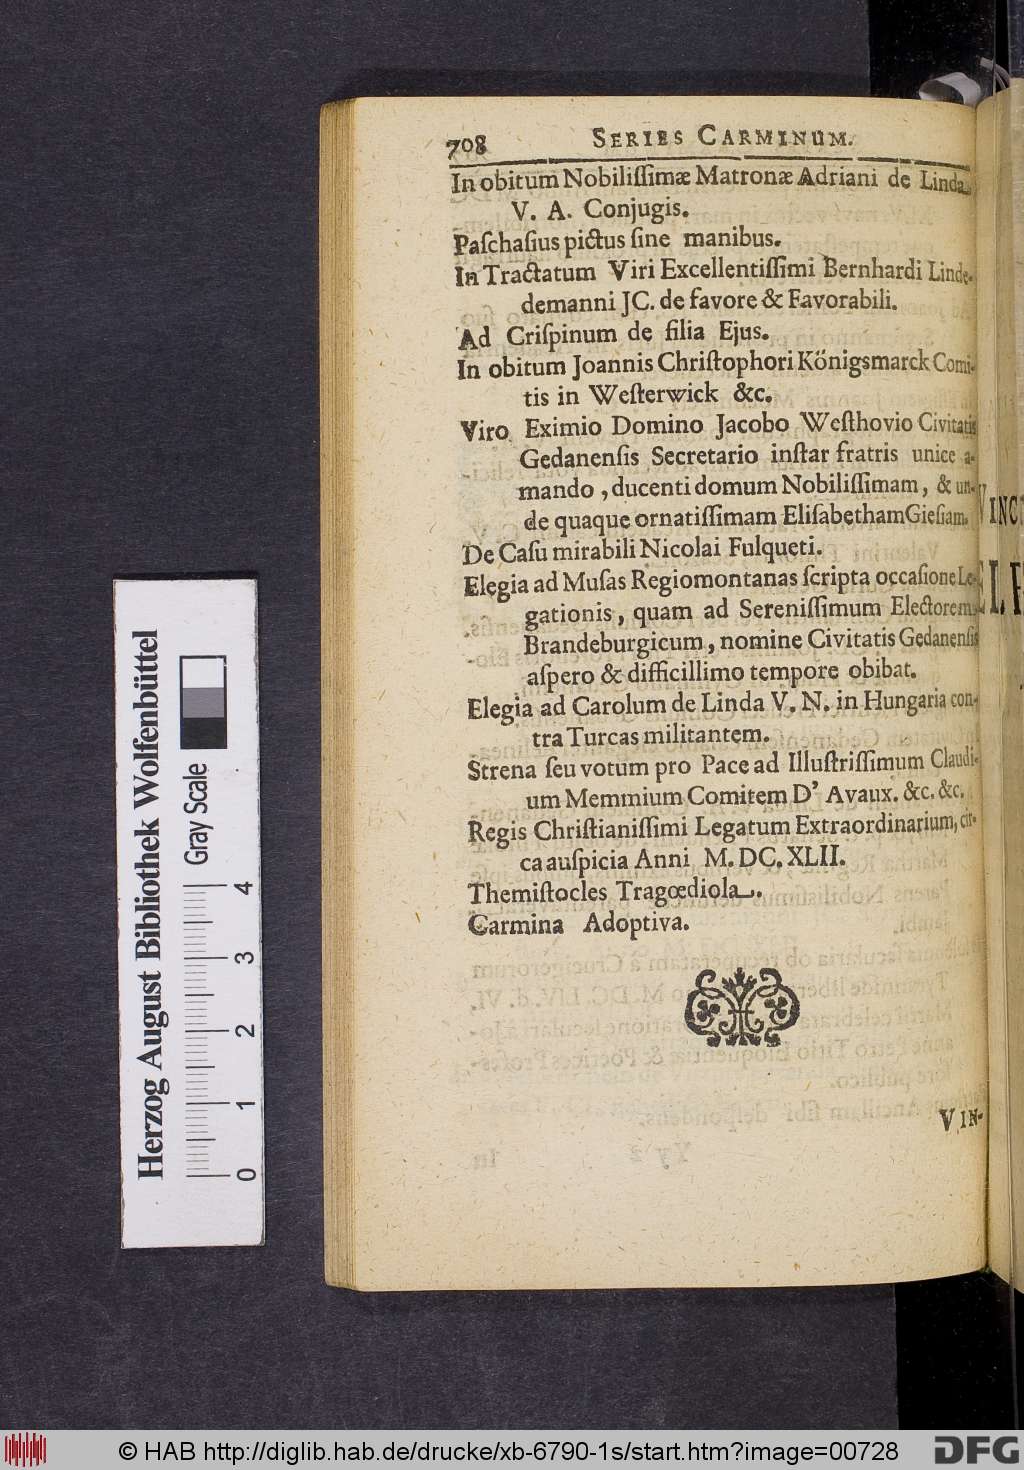 708 SERIES CARMINUM.
In obitum Nobiliſſimæ Matronæ Adriani de Linda
V. A. Conjugis.
Paſchaſius pictus ſine manibus.
In Tractatum Viri Excellentiſſimi Bernhardi Linde-
demanni JC. de favore & Favorabili.
Ad Criſpinum de filia Ejus.
In obitum Joannis Chriſtophori Königsmarck Comi-
tis in Weſterwick &c.
Viro Eximio Domino Jacobo Weſthovio Civitatis
Gedanenſis Secretario inſtar fratris unice a-
mando, ducenti domum Nobiliſſimam, & un-
de quaque ornatiſſimam Eliſabetham Gieſiam.
De Caſu mirabili Nicolai Fulqueti.
Elegia ad Muſas Regiomontanas ſcripta occaſione Le-
gationis, quam ad Sereniſſimum Electorem
Brandeburgicum, nomine Civitatis Gedanenſis
aſpero & difficillimo tempore obibat.
Elegia ad Carolum de Linda V. N. in Hungaria con-
tra Turcas militantem.
Strena ſeu votum pro Pace ad Illuſtriſſimum Claudi-
um Memmium Comitem D' Avaux. &c. &c.
Regis Chriſtianiſſimi Legatum Extraordinarium, cir-
ca auſpicia Anni M. DC. XLII.
Themiſtocles Tragœdiola.
Carmina Adoptiva.
VIN-
Herzog August Bibliothek Wolfenbüttel
Gray Scale
0 1 2 3 4
© HAB http://diglib.hab.de/drucke/xb-6790-1s/start.htm?image=00728
DFG